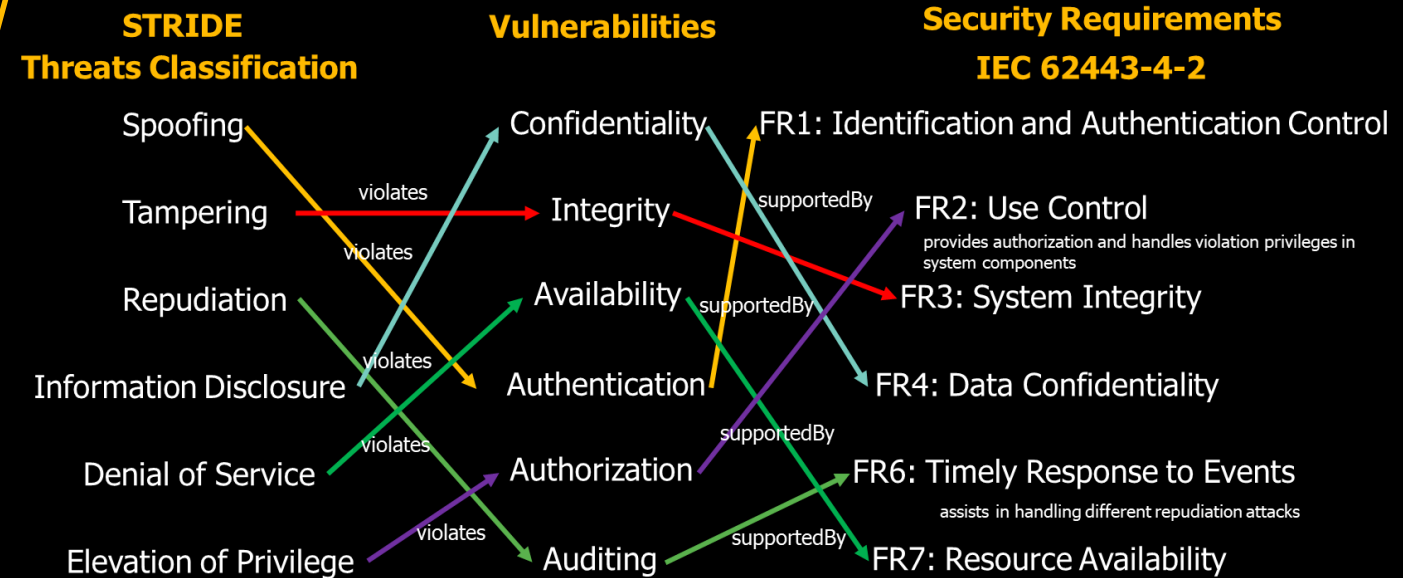 STRIDE
Threats Classification
Vulnerabilities
Security Requirements
IEC 62443-4-2
Spoofing
Confidentiality
FR1: Identification and Authentication Control
violates
supportedBy
Tampering
Integrity
FR2: Use Control
provides authorization and handles violation privileges in
system components
violates
Repudiation
Availability
supportedBy
FR3: System Integrity
violates
Information Disclosure
Authentication
FR4: Data Confidentiality
violates
supportedBy
Denial of Service
Authorization
FR6: Timely Response to Events
assists in handling different repudiation attacks
violates
supportedBy
Elevation of Privilege
Auditing
FR7: Resource Availability